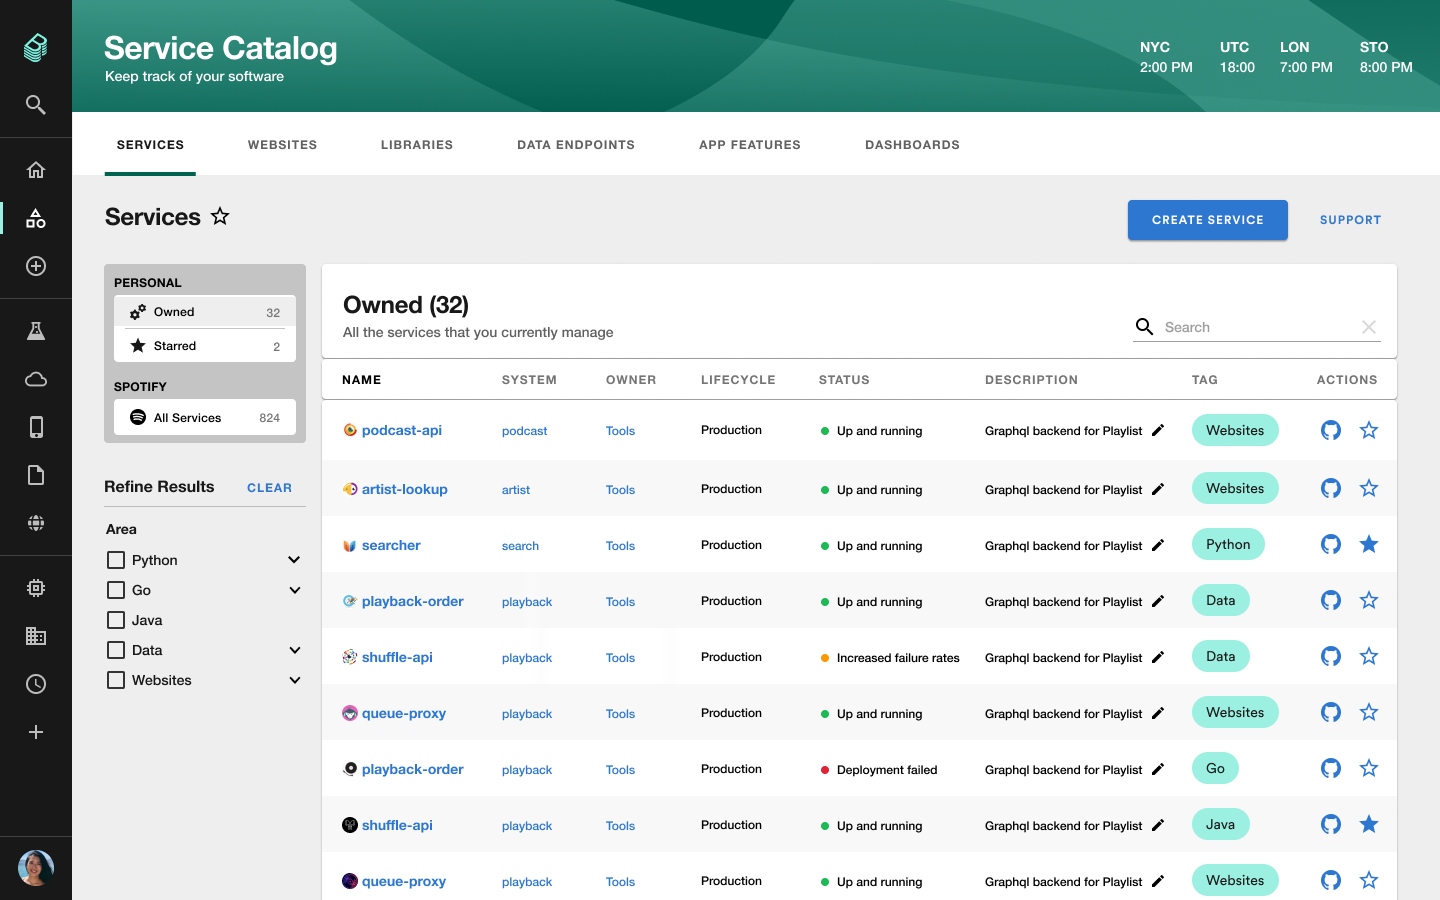 Service Catalog
Keep track of your software
NYC UTC LON STO
2:00 PM 18:00 7:00 PM 8:00 PM
SERVICES WEBSITES LIBRARIES DATA ENDPOINTS APP FEATURES DASHBOARDS
Services
CREATE SERVICE SUPPORT
PERSONAL
Owned 32
Starred 2
SPOTIFY
All Services 824
Refine Results CLEAR
Area
Python
Go
Java
Data
Websites
Owned (32)
All the services that you currently manage
Search
NAME SYSTEM OWNER LIFECYCLE STATUS DESCRIPTION TAG ACTIONS
podcast-api podcast Tools Production Up and running Graphql backend for Playlist Websites
artist-lookup artist Tools Production Up and running Graphql backend for Playlist Websites
searcher search Tools Production Up and running Graphql backend for Playlist Python
playback-order playback Tools Production Up and running Graphql backend for Playlist Data
shuffle-api playback Tools Production Increased failure rates Graphql backend for Playlist Data
queue-proxy playback Tools Production Up and running Graphql backend for Playlist Websites
playback-order playback Tools Production Deployment failed Graphql backend for Playlist Go
shuffle-api playback Tools Production Up and running Graphql backend for Playlist Java
queue-proxy playback Tools Production Up and running Graphql backend for Playlist Websites